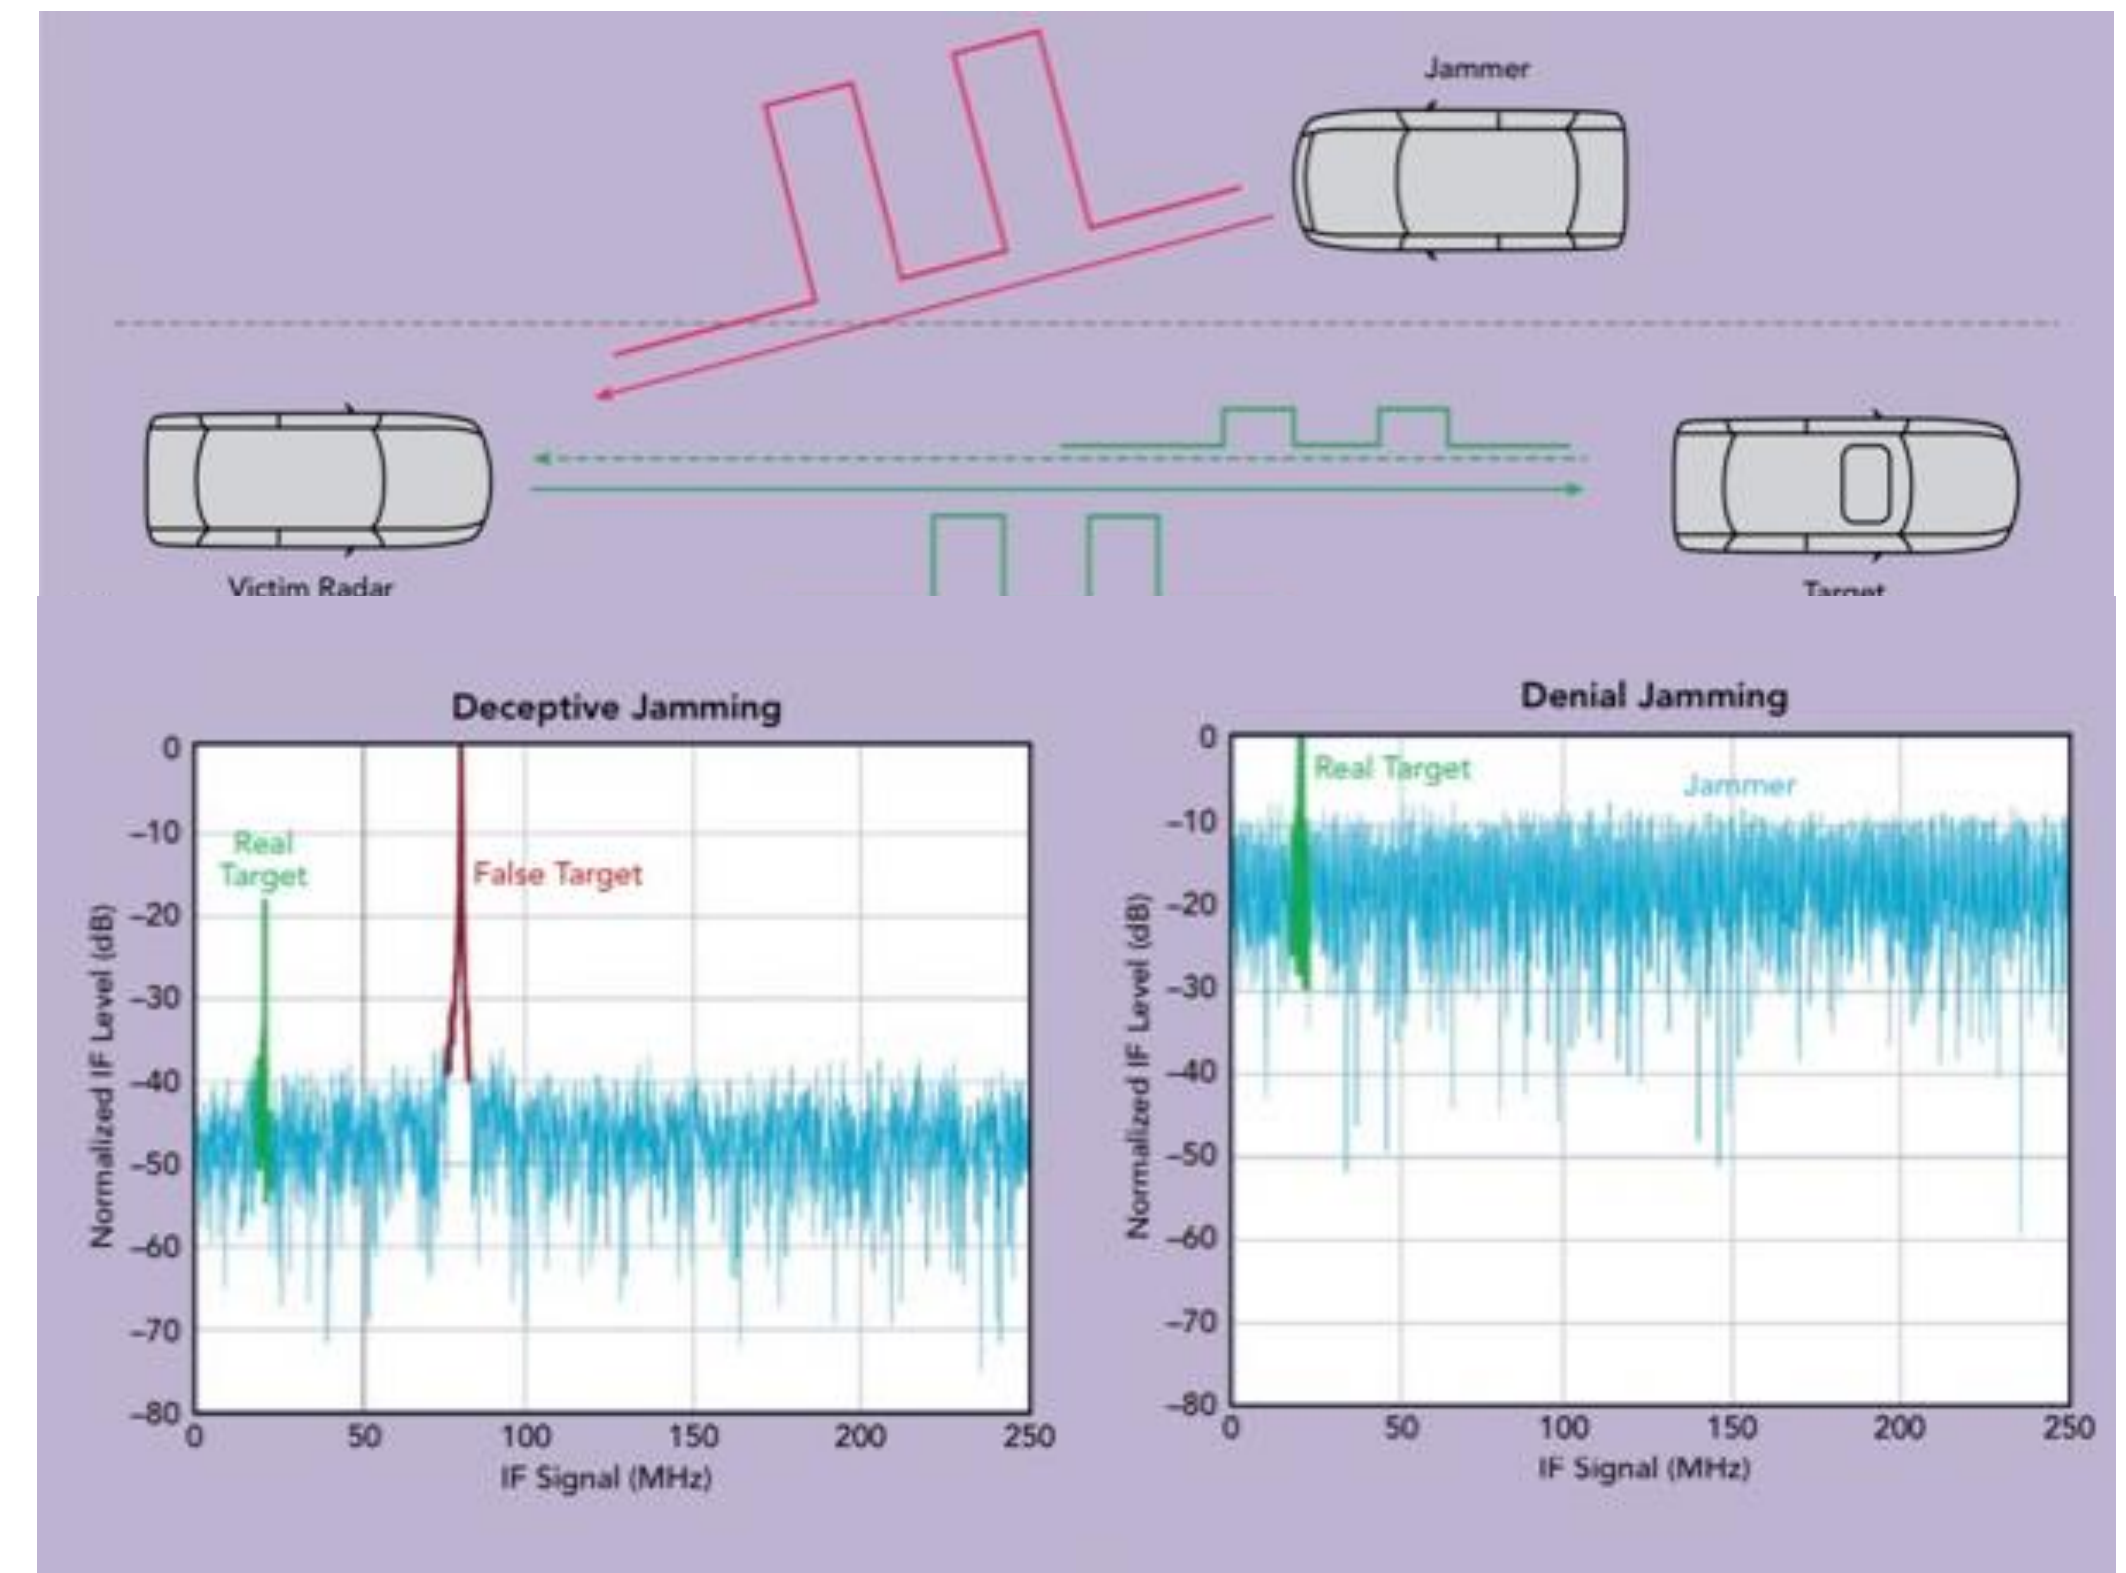 Jammer
Victim Radar
Target
Deceptive Jamming
0
−10
−20
−30
−40
−50
−60
−70
−80
Normalized IF Level (dB)
Real
Target
False Target
0
50
100
150
200
250
IF Signal (MHz)
Denial Jamming
0
−10
−20
−30
−40
−50
−60
−70
−80
Normalized IF Level (dB)
Real Target
Jammer
0
50
100
150
200
250
IF Signal (MHz)